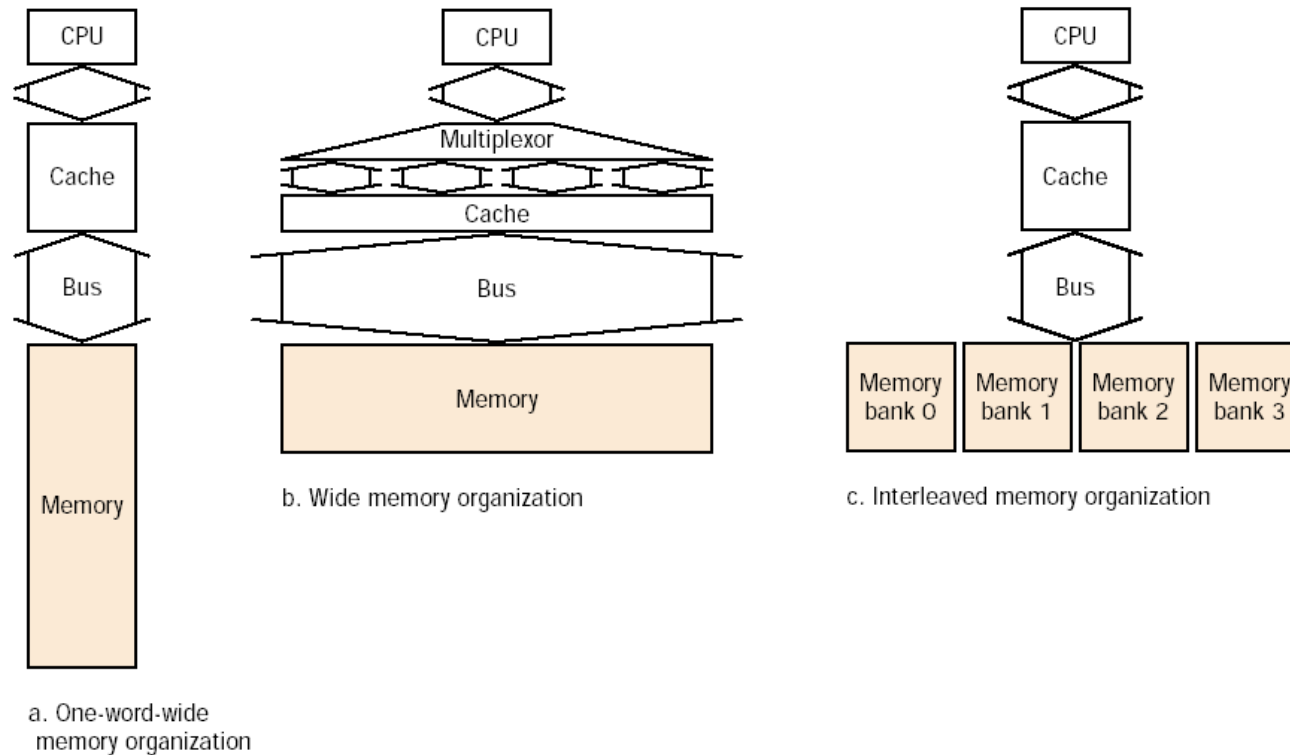 CPU
Cache
Bus
Memory
a. One-word-wide
memory organization
CPU
Multiplexor
Cache
Bus
Memory
b. Wide memory organization
CPU
Cache
Bus
Memory
bank 0
Memory
bank 1
Memory
bank 2
Memory
bank 3
c. Interleaved memory organization